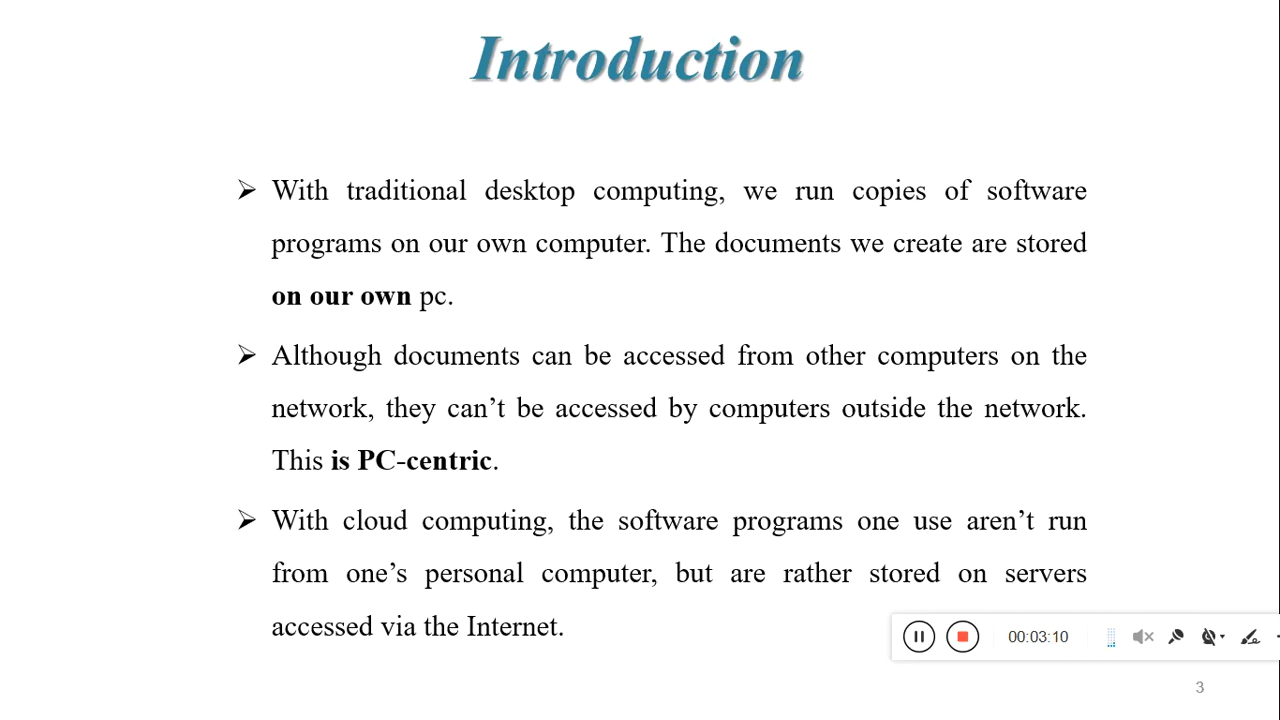 Introduction
➢ With traditional desktop computing, we run copies of software
programs on our own computer. The documents we create are stored
on our own pc.
➢ Although documents can be accessed from other computers on the
network, they can’t be accessed by computers outside the network.
This is PC-centric.
➢ With cloud computing, the software programs one use aren’t run
from one’s personal computer, but are rather stored on servers
accessed via the Internet.
00:03:10
3